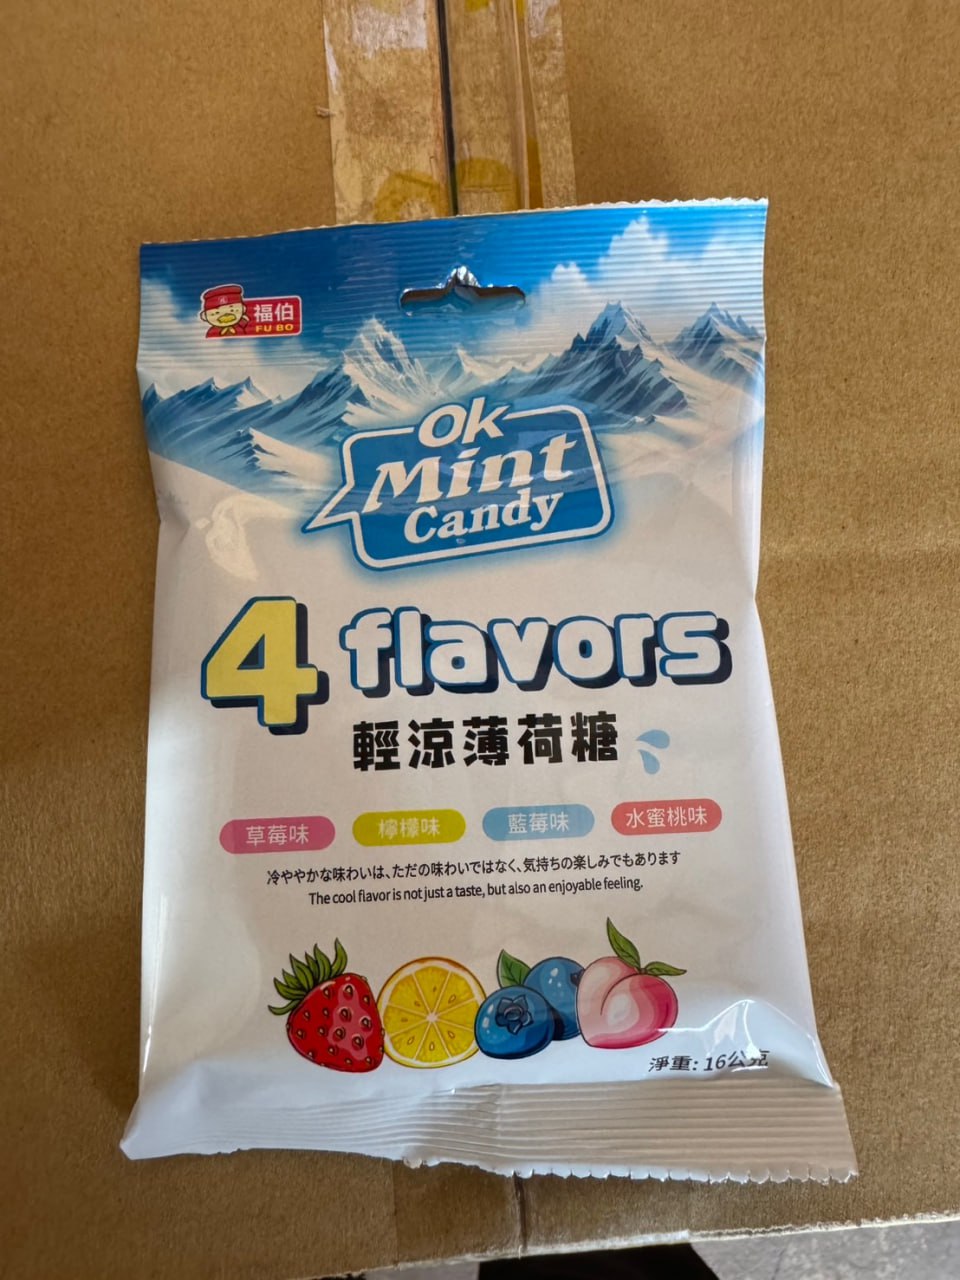 福伯
FU BO
Ok
Mint
Candy
4 flavors
輕涼薄荷糖
草莓味 檸檬味 藍莓味 水蜜桃味
冷ややかな味わいは、ただの味わいではなく、気持ちの楽しみでもあります
The cool flavor is not just a taste, but also an enjoyable feeling.
淨重: 16公克